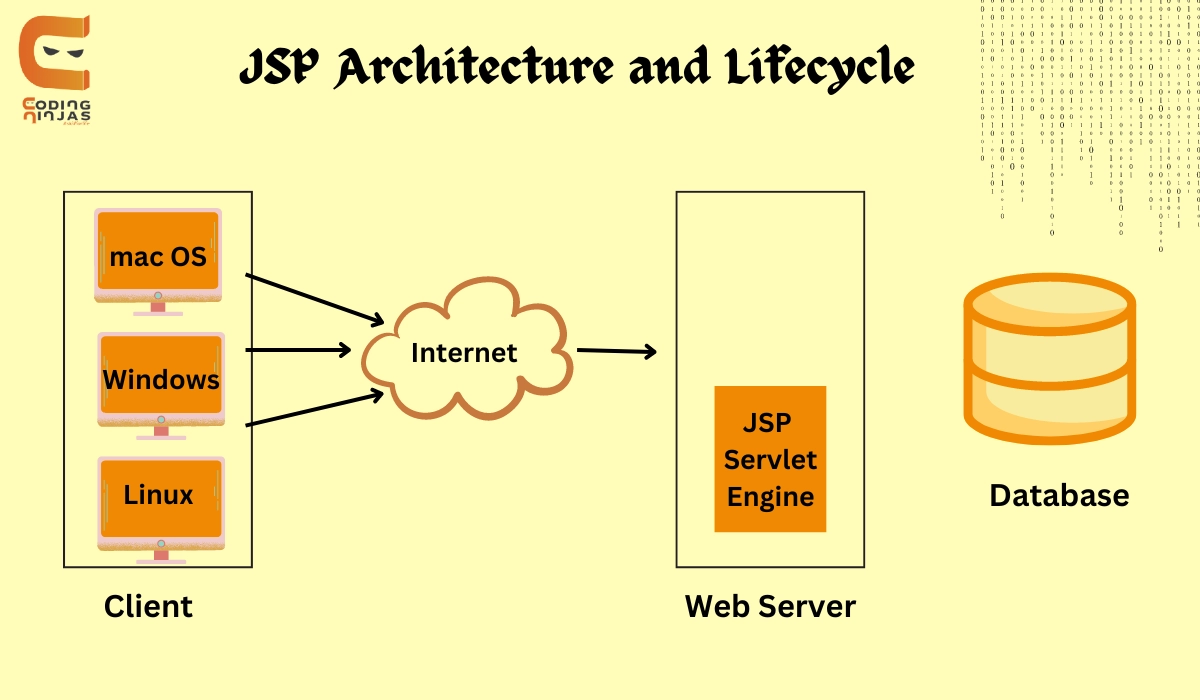 CODING
NINJAS
JSP Architecture and Lifecycle
mac OS
Windows
Linux
Client
Internet
JSP
Servlet
Engine
Web Server
Database